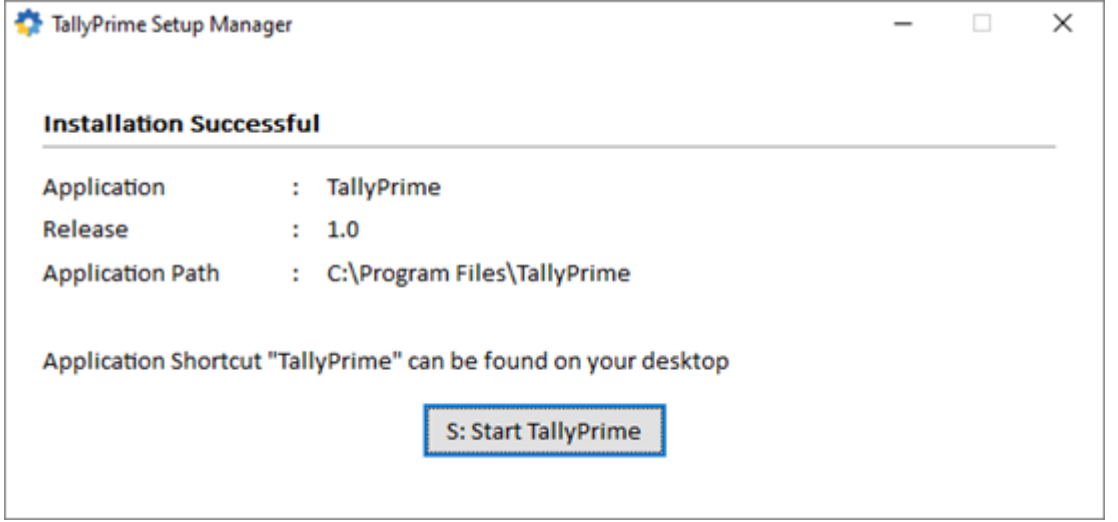 TallyPrime Setup Manager
Installation Successful
Application : TallyPrime
Release : 1.0
Application Path : C:\Program Files\TallyPrime
Application Shortcut "TallyPrime" can be found on your desktop
S: Start TallyPrime